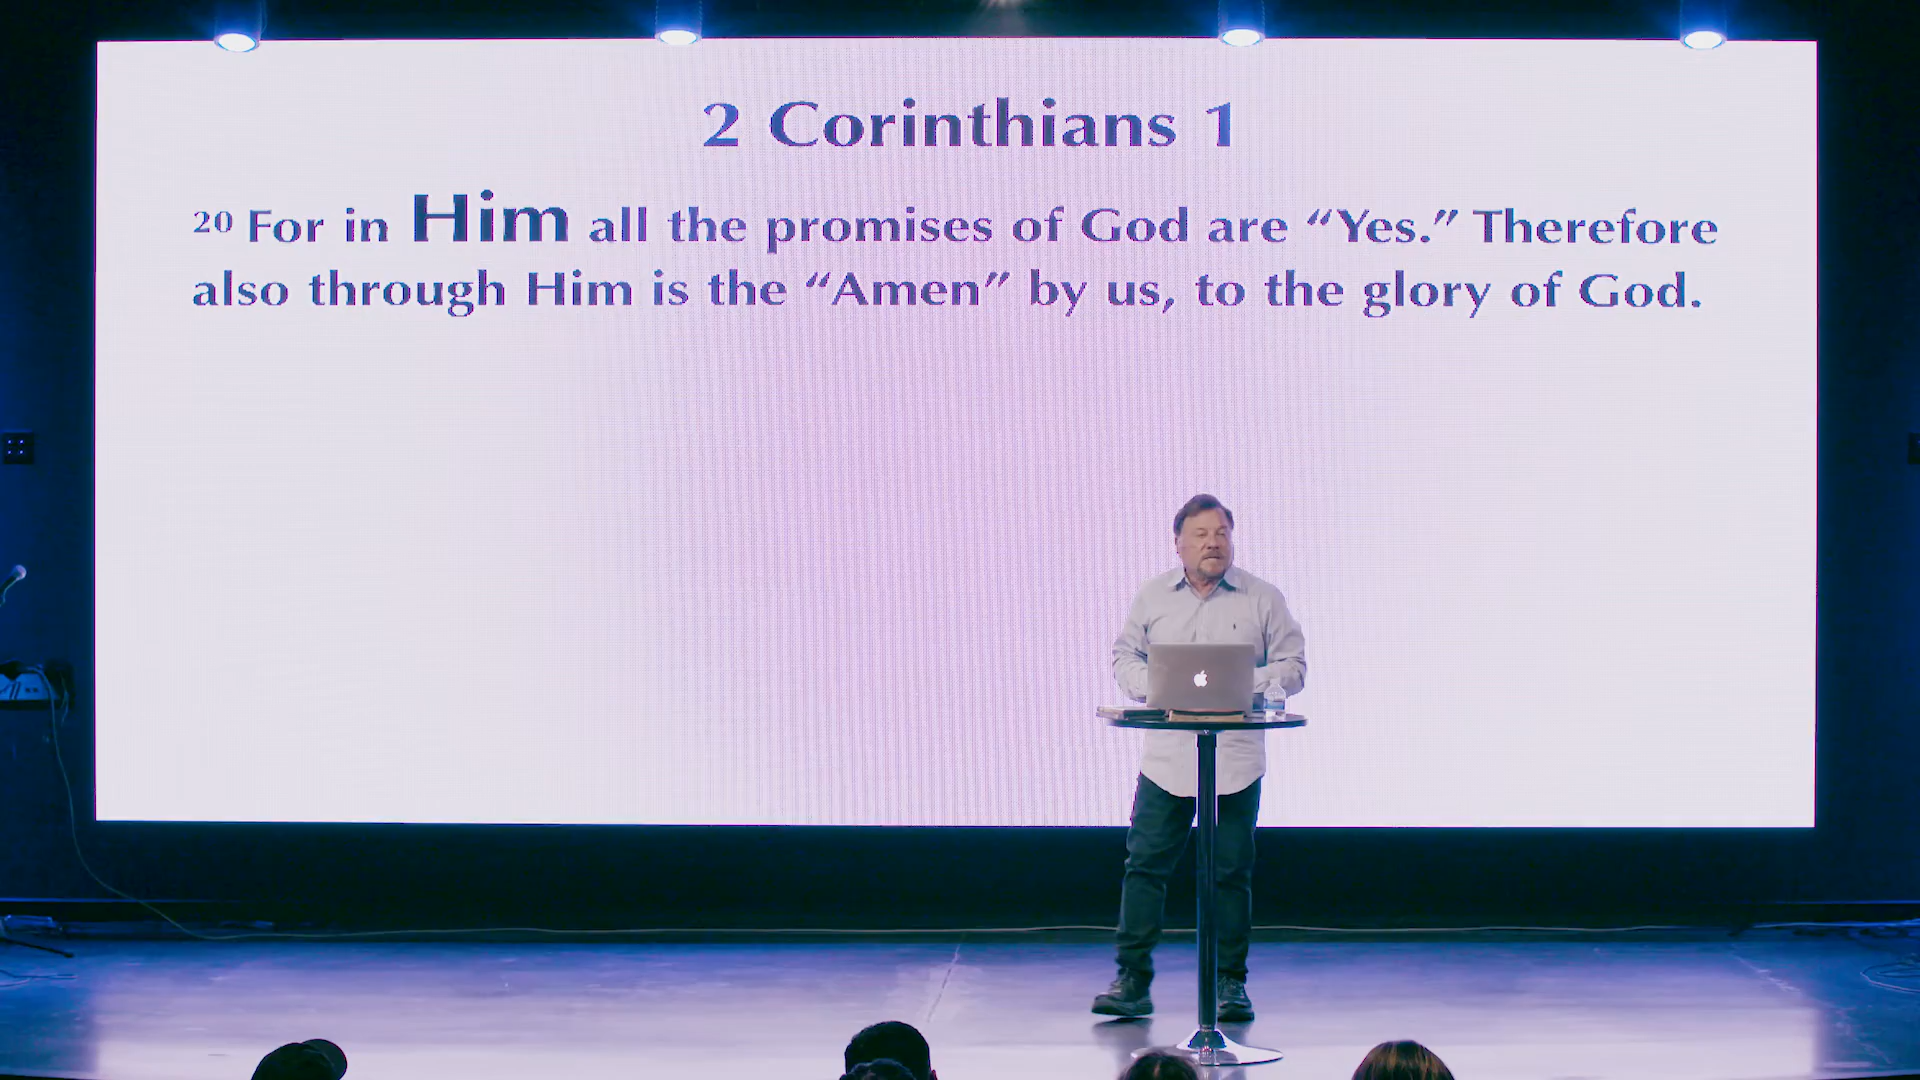 2 Corinthians 1
20 For in Him all the promises of God are “Yes.” Therefore
also through Him is the “Amen” by us, to the glory of God.